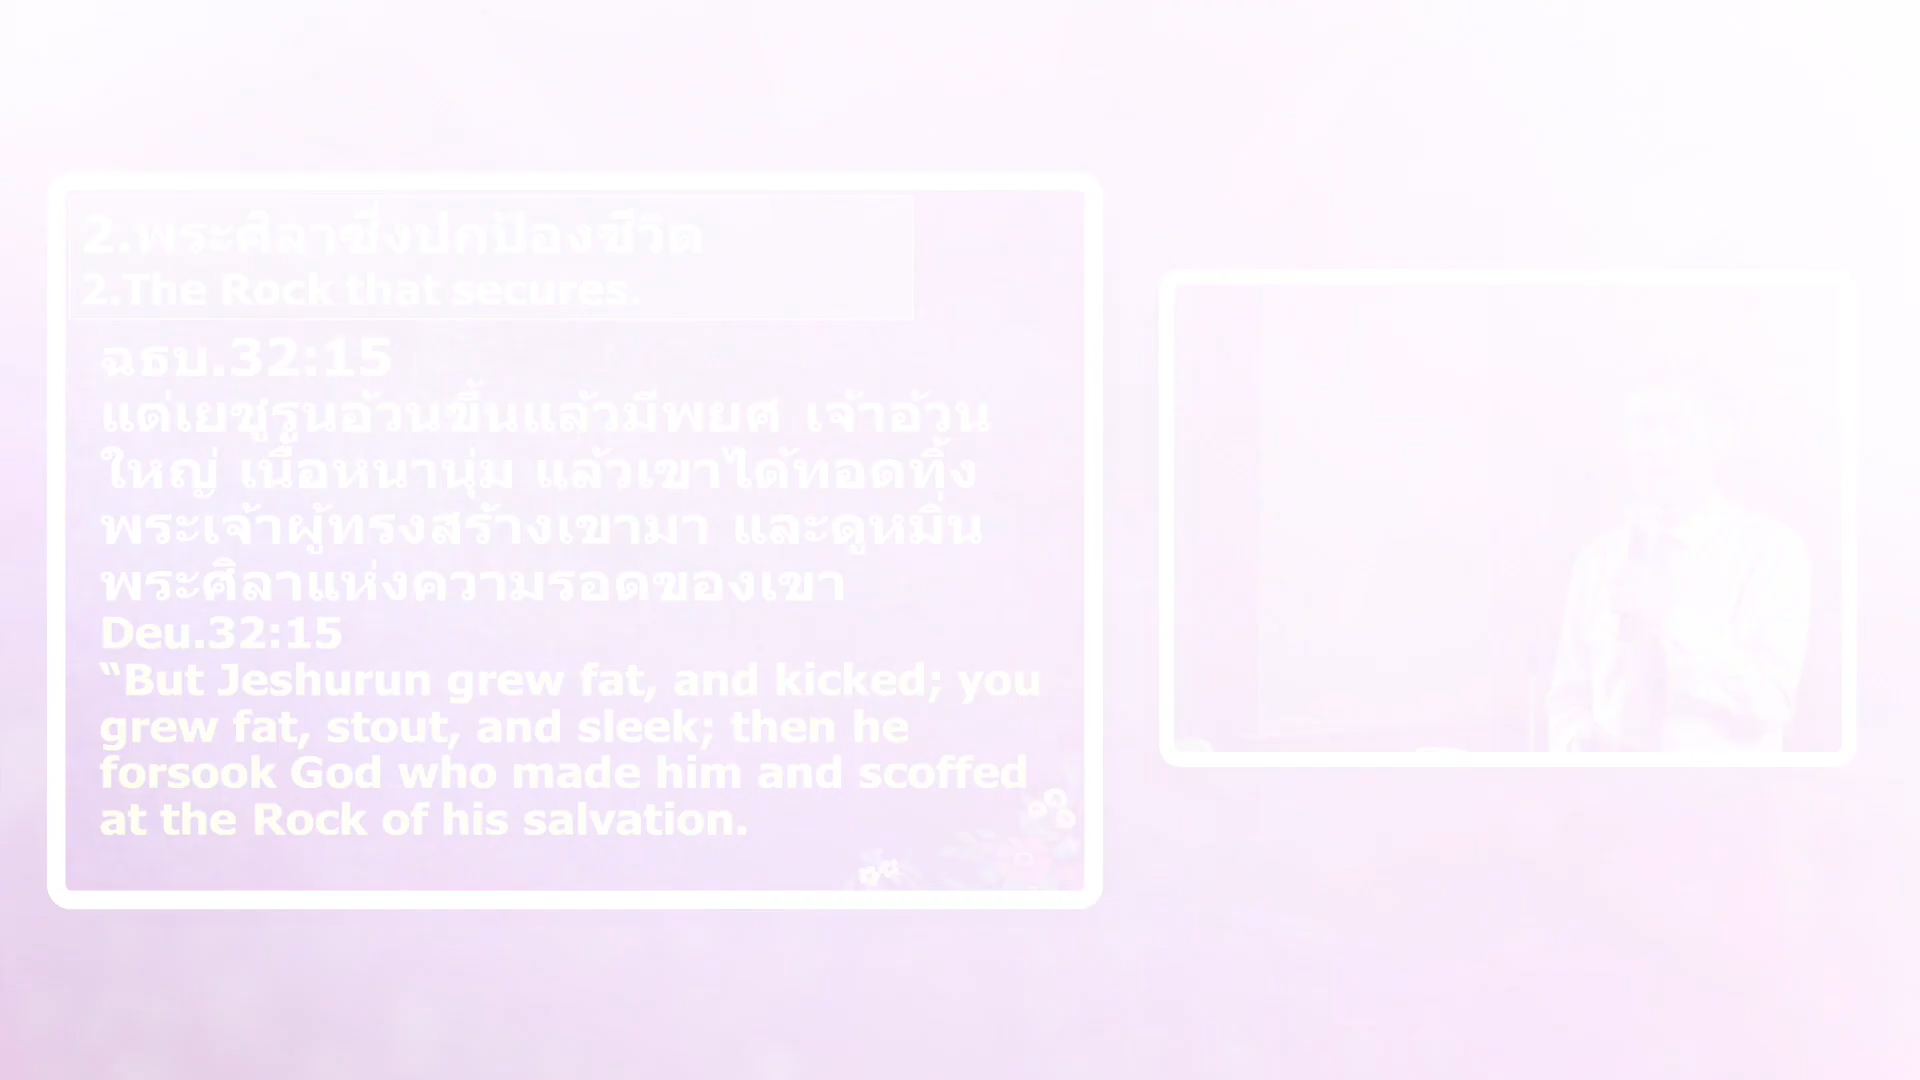 2.พระศิลาซึ่งปกป้องชีวิต
2.The Rock that secures.
ฉธบ.32:15
แต่เยชูรูนอ้วนขึ้นแล้วมีพยศ เจ้าอ้วน
ใหญ่ เนื้อหนานุ่ม แล้วเขาได้ทอดทิ้ง
พระเจ้าผู้ทรงสร้างเขามา และดูหมิ่น
พระศิลาแห่งความรอดของเขา
Deu.32:15
“But Jeshurun grew fat, and kicked; you
grew fat, stout, and sleek; then he
forsook God who made him and scoffed
at the Rock of his salvation.